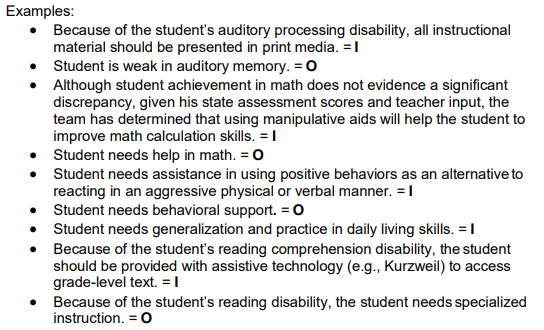 Examples:
• Because of the student's auditory processing disability, all instructional
material should be presented in print media. = I
• Student is weak in auditory memory. = O
• Although student achievement in math does not evidence a significant
discrepancy, given his state assessment scores and teacher input, the
team has determined that using manipulative aids will help the student to
improve math calculation skills. = I
• Student needs help in math. = O
• Student needs assistance in using positive behaviors as an alternative to
reacting in an aggressive physical or verbal manner. = I
• Student needs behavioral support. = O
• Student needs generalization and practice in daily living skills. = I
• Because of the student's reading comprehension disability, the student
should be provided with assistive technology (e.g., Kurzweil) to access
grade-level text. = I
• Because of the student's reading disability, the student needs specialized
instruction. = O